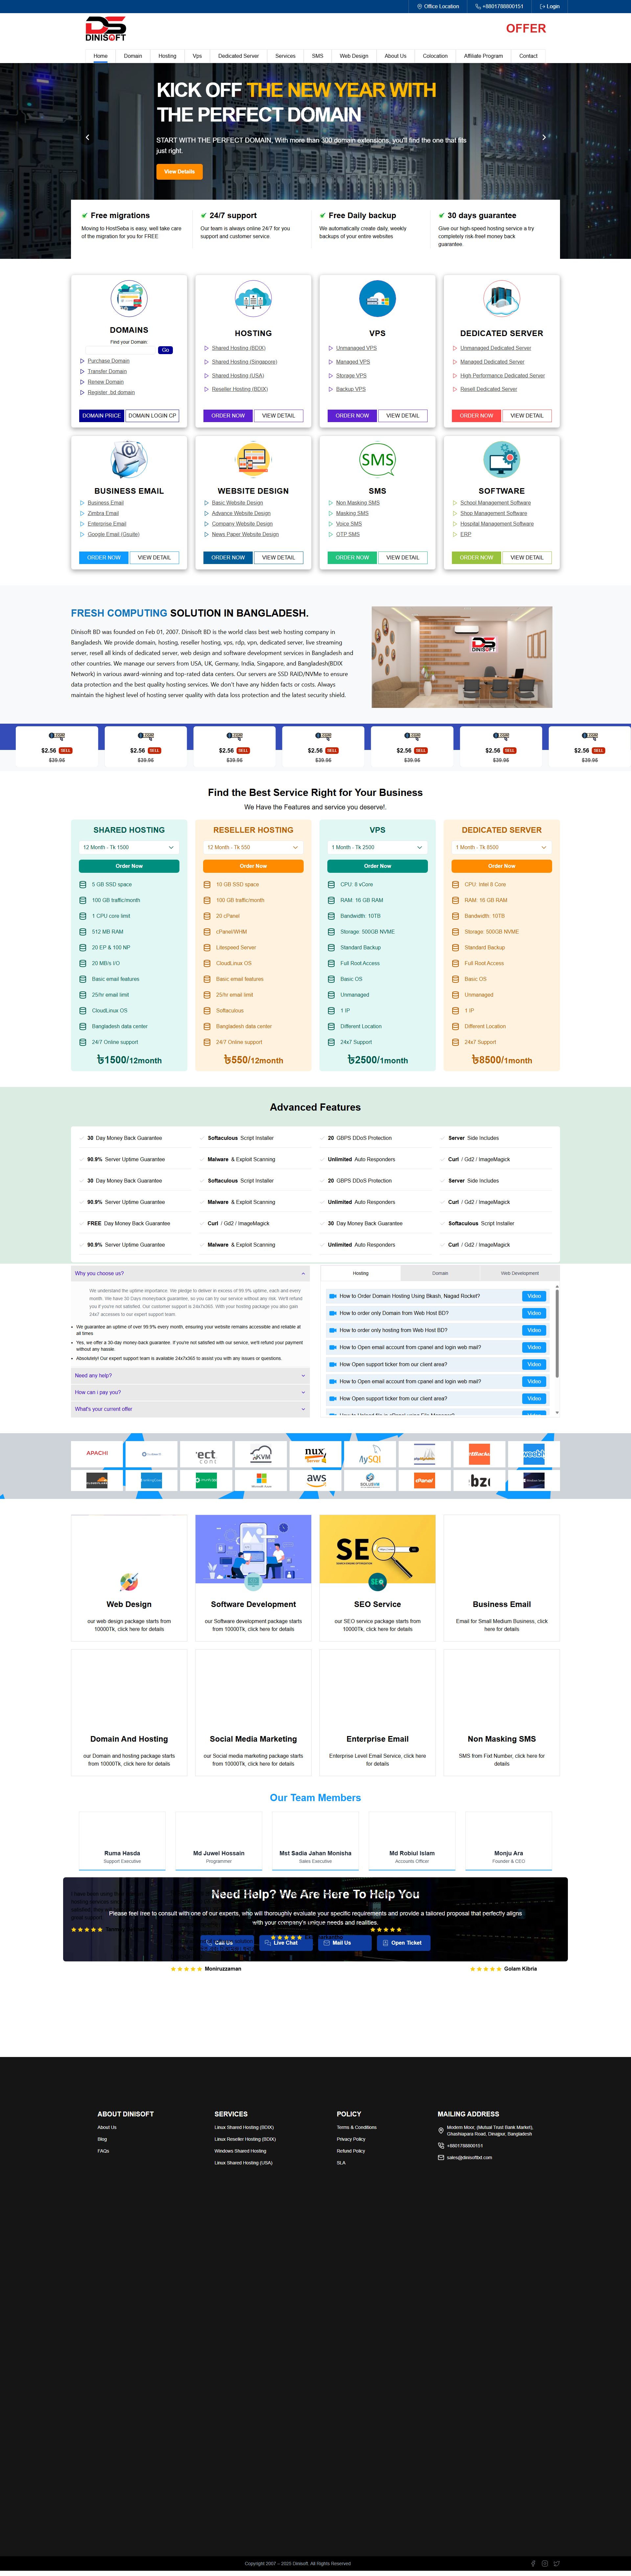 Office Location
+8801788800151
Login
DINISOFT
OFFER
Home
Domain
Hosting
Vps
Dedicated Server
Services
SMS
Web Design
About Us
Colocation
Affiliate Program
Contact
KICK OFF THE NEW YEAR WITH
THE PERFECT DOMAIN
START WITH THE PERFECT DOMAIN, With more than 300 domain extensions, you'll find the one that fits
just right.
View Details
Free migrations
Moving to HostSeba is easy, well take care
of the migration for you for FREE
24/7 support
Our team is always online 24/7 for you
support and customer service.
Free Daily backup
We automatically create daily, weekly
backups of your entire websites
30 days guarantee
Give our high-speed hosting service a try
completely risk-free! money back
guarantee
DOMAINS
Find your Domain
Go
Purchase Domain
Transfer Domain
Renew Domain
Register .bd domain
DOMAIN PRICE
DOMAIN LOGIN CP
HOSTING
Shared Hosting (BDIX)
Shared Hosting (Singapore)
Shared Hosting (USA)
Reseller Hosting (BDIX)
ORDER NOW
VIEW DETAIL
VPS
Unmanaged VPS
Managed VPS
Storage VPS
Backup VPS
ORDER NOW
VIEW DETAIL
DEDICATED SERVER
Unmanaged Dedicated Server
Managed Dedicated Server
High Performance Dedicated Server
Resell Dedicated Server
ORDER NOW
VIEW DETAIL
BUSINESS EMAIL
Business Email
Zimbra Email
Enterprise Email
Google Email (Gsuite)
ORDER NOW
VIEW DETAIL
WEBSITE DESIGN
Basic Website Design
Advance Website Design
Company Website Design
News Paper Website Design
ORDER NOW
VIEW DETAIL
SMS
SMS
Non Masking SMS
Masking SMS
Voice SMS
OTP SMS
ORDER NOW
VIEW DETAIL
SOFTWARE
School Management Software
Shop Management Software
Hospital Management Software
ERP
ORDER NOW
VIEW DETAIL
FRESH COMPUTING SOLUTION IN BANGLADESH.
Dinisoft BD was founded on Feb 01, 2007. Dinisoft BD is the world class best web hosting company in
Bangladesh. We provide domain, hosting, reseller hosting, vps, rdp, vpn, dedicated server, live streaming
server, resell all kinds of dedicated server, web design and software development services in Bangladesh and
other countries. We manage our servers from USA, UK, Germany, India, Singapore, and Bangladesh(BDIX
Network) in various award-winning and top-rated data centers. Our servers are SSD RAID/NVMe to ensure
data protection and the best quality hosting services. We don't have any hidden facts or costs. Always
maintain the highest level of hosting server quality with data loss protection and the latest security shield.
DINISOFT
$2.56 SELL
$39.95
$2.56 SELL
$39.95
$2.56 SELL
$39.95
$2.56 SELL
$39.95
$2.56 SELL
$39.95
$2.56 SELL
$39.95
$2.56 SELL
$39.95
Find the Best Service Right for Your Business
We Have the Features and service you deserve!.
SHARED HOSTING
12 Month - Tk 1500
Order Now
5 GB SSD space
100 GB traffic/month
1 CPU core limit
512 MB RAM
20 EP & 100 NP
20 MB/s I/O
Basic email features
25/hr email limit
CloudLinux OS
Bangladesh data center
24/7 Online support
৳1500/12month
RESELLER HOSTING
12 Month - Tk 550
Order Now
10 GB SSD space
100 GB traffic/month
20 cPanel
cPanel/WHM
Litespeed Server
CloudLinux OS
Basic email features
25/hr email limit
Softaculous
Bangladesh data center
24/7 Online support
৳550/12month
VPS
1 Month - Tk 2500
Order Now
CPU: 8 vCore
RAM: 16 GB RAM
Bandwidth: 10TB
Storage: 500GB NVME
Standard Backup
Full Root Access
Basic OS
Unmanaged
1 IP
Different Location
24x7 Support
৳2500/1month
DEDICATED SERVER
1 Month - Tk 8500
Order Now
CPU: Intel 8 Core
RAM: 16 GB RAM
Bandwidth: 10TB
Storage: 500GB NVME
Standard Backup
Full Root Access
Basic OS
Unmanaged
1 IP
Different Location
24x7 Support
৳8500/1month
Advanced Features
30 Day Money Back Guarantee
Softaculous Script Installer
20 GBPS DDoS Protection
Server Side Includes
90.9% Server Uptime Guarantee
Malware & Exploit Scanning
Unlimited Auto Responders
Curl / Gd2 / ImageMagick
30 Day Money Back Guarantee
Softaculous Script Installer
20 GBPS DDoS Protection
Server Side Includes
90.9% Server Uptime Guarantee
Malware & Exploit Scanning
Unlimited Auto Responders
Curl / Gd2 / ImageMagick
FREE Day Money Back Guarantee
Curl / Gd2 / ImageMagick
30 Day Money Back Guarantee
Softaculous Script Installer
90.9% Server Uptime Guarantee
Malware & Exploit Scanning
Unlimited Auto Responders
Curl / Gd2 / ImageMagick
Why you choose us?
We understand the uptime importance. We pledge to deliver in excess of 99.9% uptime, each and every
month. We have 30 Days moneyback guarantee, so you can try our service without any risk. We'll refund
you if you're not satisfied. Our customer support is 24x7x365. With your hosting package you also gain
24x7 accesses to our expert support team.
We guarantee an uptime of over 99.9% every month, ensuring your website remains accessible and reliable at
all times
Yes, we offer a 30-day money-back guarantee. If you're not satisfied with our service, we'll refund your payment
without any hassle.
Absolutely! Our expert support team is available 24x7x365 to assist you with any issues or questions.
Need any help?
How can i pay you?
What's your current offer
Hosting
Domain
Web Development
How to Order Domain Hosting Using Bkash, Nagad Rocket?
Video
How to order only Domain from Web Host BD?
Video
How to order only hosting from Web Host BD?
Video
How to Open email account from cpanel and login web mail?
Video
How Open support ticker from our client area?
Video
How to Open email account from cpanel and login web mail?
Video
How Open support ticker from our client area?
Video
APACHI
KVM
MySQL
aws
cPanel
Web Design
our web design package starts from
10000Tk, click here for details
Software Development
our Software development package
starts from 10000Tk, click here for
details
SEO
SEO Service
our SEO service package starts from
10000Tk, click here for details
Business Email
Email for Small Medium Business, click
here for details
Domain And Hosting
our Domain and hosting package starts
from 10000Tk, click here for details
Social Media Marketing
our Social media marketing package starts
from 10000Tk, click here for details
Enterprise Email
Enterprise Level Email Service, click here
for details
Non Masking SMS
SMS from Fixt Number, click here for
details
Our Team Members
Ruma Hasda
Support Executive
Md Juwel Hossain
Programmer
Mst Sadia Jahan Monisha
Sales Executive
Md Robiul Islam
Accounts Officer
Monju Ara
Founder & CEO
Need Help? We Are Here To Help You
Please feel free to consult with one of our experts, who will thoroughly evaluate your specific requirements and provide a tailored proposal that perfectly aligns
with your company's unique needs and realities.
Call Us
Live Chat
Mail Us
Open Ticket
Moniruzzaman
Golam Kibria
ABOUT DINISOFT
About Us
Blog
FAQs
SERVICES
Linux Shared Hosting (BDIX)
Linux Reseller Hosting (BDIX)
Windows Shared Hosting
Linux Shared Hosting (USA)
POLICY
Terms & Conditions
Privacy Policy
Refund Policy
SLA
MAILING ADDRESS
Modern Moor, (Mutual Trust Bank Market),
Ghashiapara Road, Dinajpur, Bangladesh
+8801788800151
sales@dinisoftbd.com
Copyright 2007 – 2025 Dinisoft. All Rights Reserved.